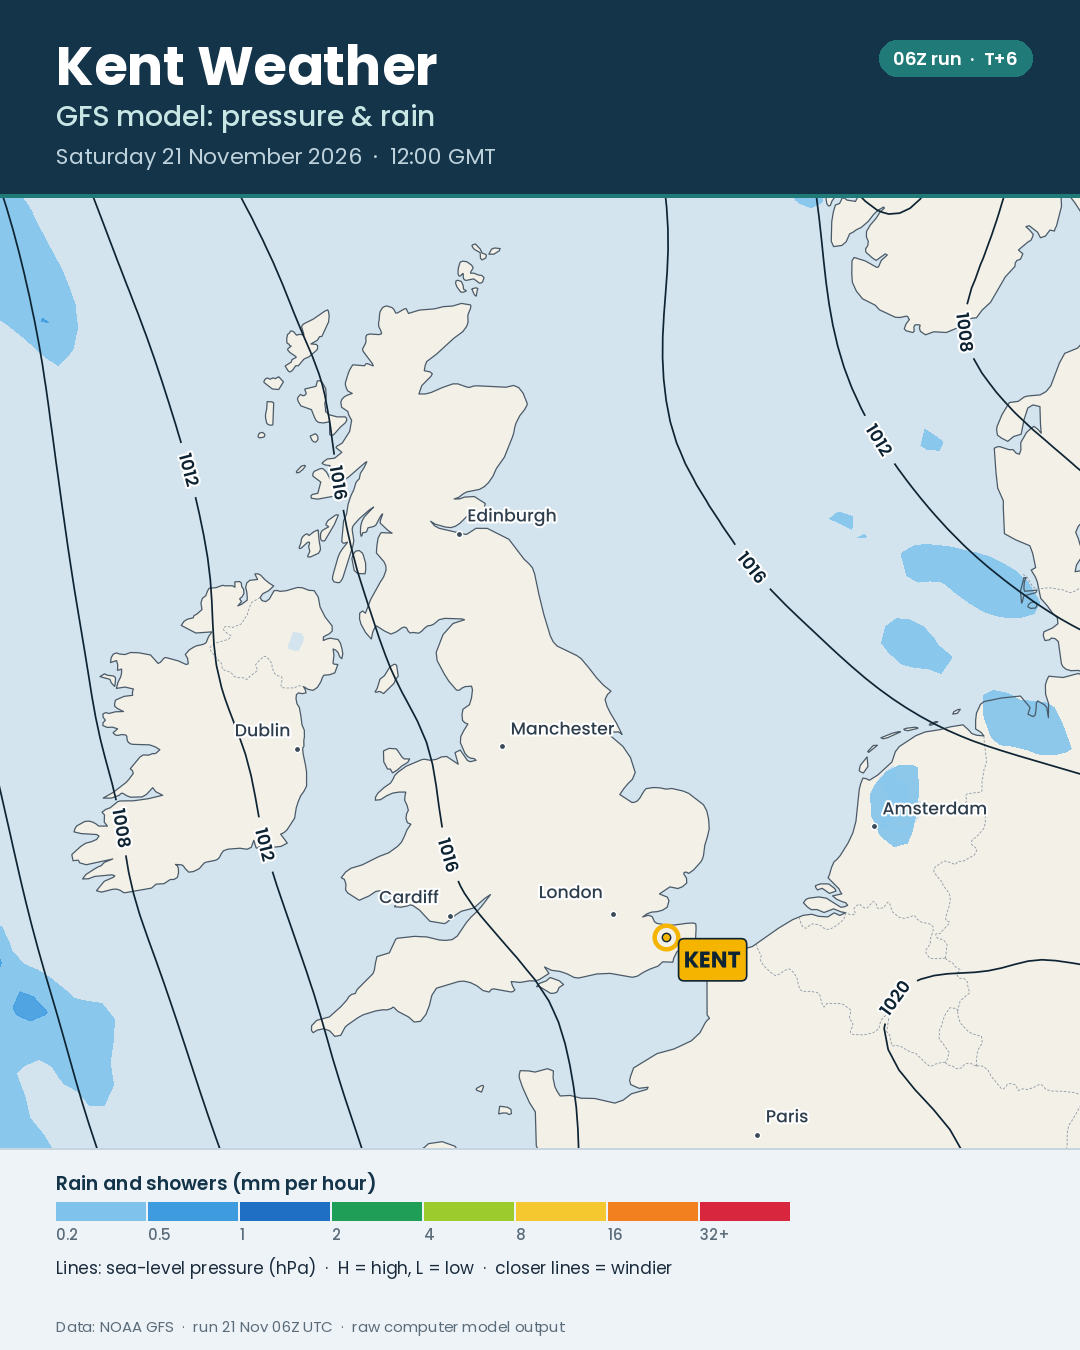 Kent Weather
06Z run · T+6
GFS model: pressure & rain
Saturday 21 November 2026 · 12:00 GMT
1008
1012
1012
1016
Edinburgh
1016
Dublin
Manchester
Amsterdam
1008
1012
1016
Cardiff
London
KENT
1020
Paris
Rain and showers (mm per hour)
0.2 0.5 1 2 4 8 16 32+
Lines: sea-level pressure (hPa) · H = high, L = low · closer lines = windier
Data: NOAA GFS · run 21 Nov 06Z UTC · raw computer model output